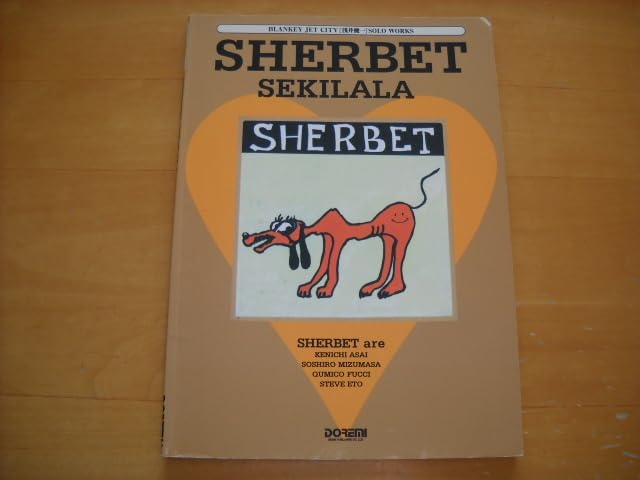 BLANKEY JET CITY [浅井健一] SOLO WORKS
SHERBET
SEKILALA
SHERBET
SHERBET are
KENICHI ASAI
SOSHIRO MIZUMASA
QUMICO FUCCI
STEVE ETO
DOREMI